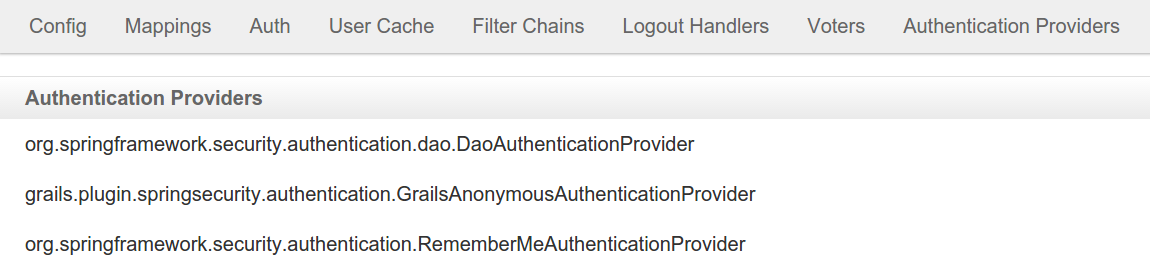 Config Mappings Auth User Cache Filter Chains Logout Handlers Voters Authentication Providers
Authentication Providers
org.springframework.security.authentication.dao.DaoAuthenticationProvider
grails.plugin.springsecurity.authentication.GrailsAnonymousAuthenticationProvider
org.springframework.security.authentication.RememberMeAuthenticationProvider